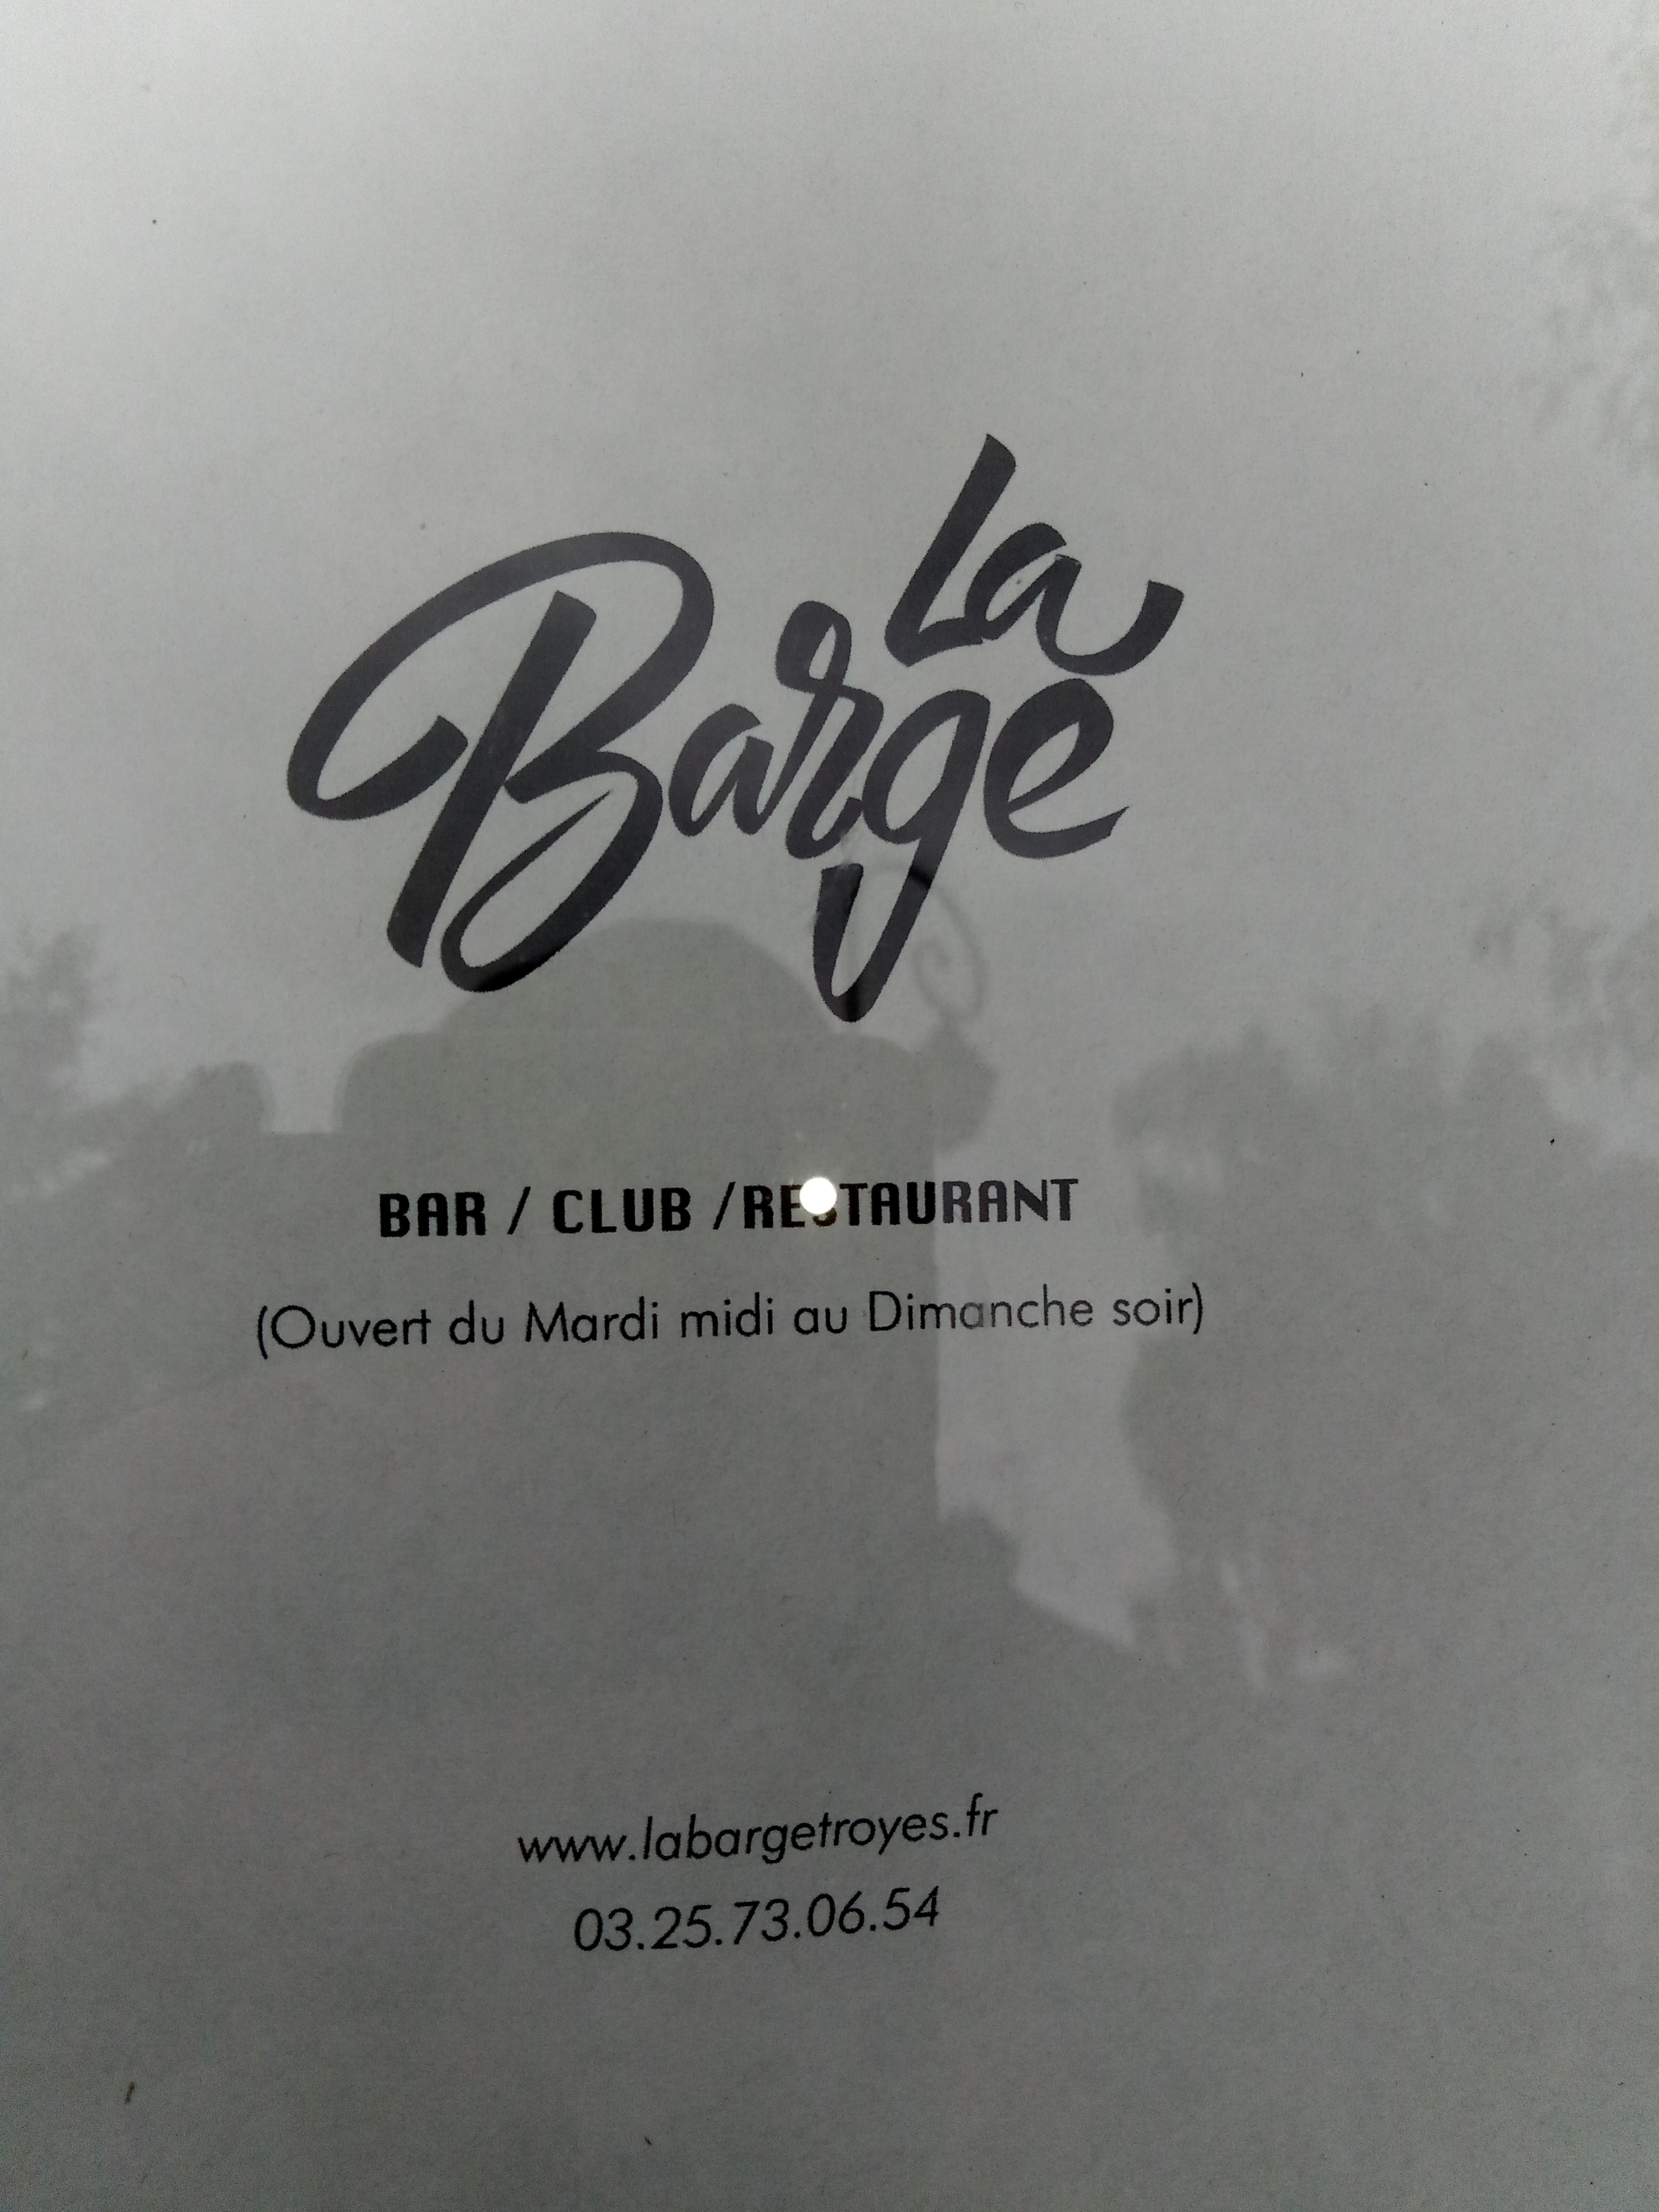 La
Barge
BAR / CLUB /RESTAURANT
(Ouvert du Mardi midi au Dimanche soir)
www.labargetroyes.fr
03.25.73.06.54